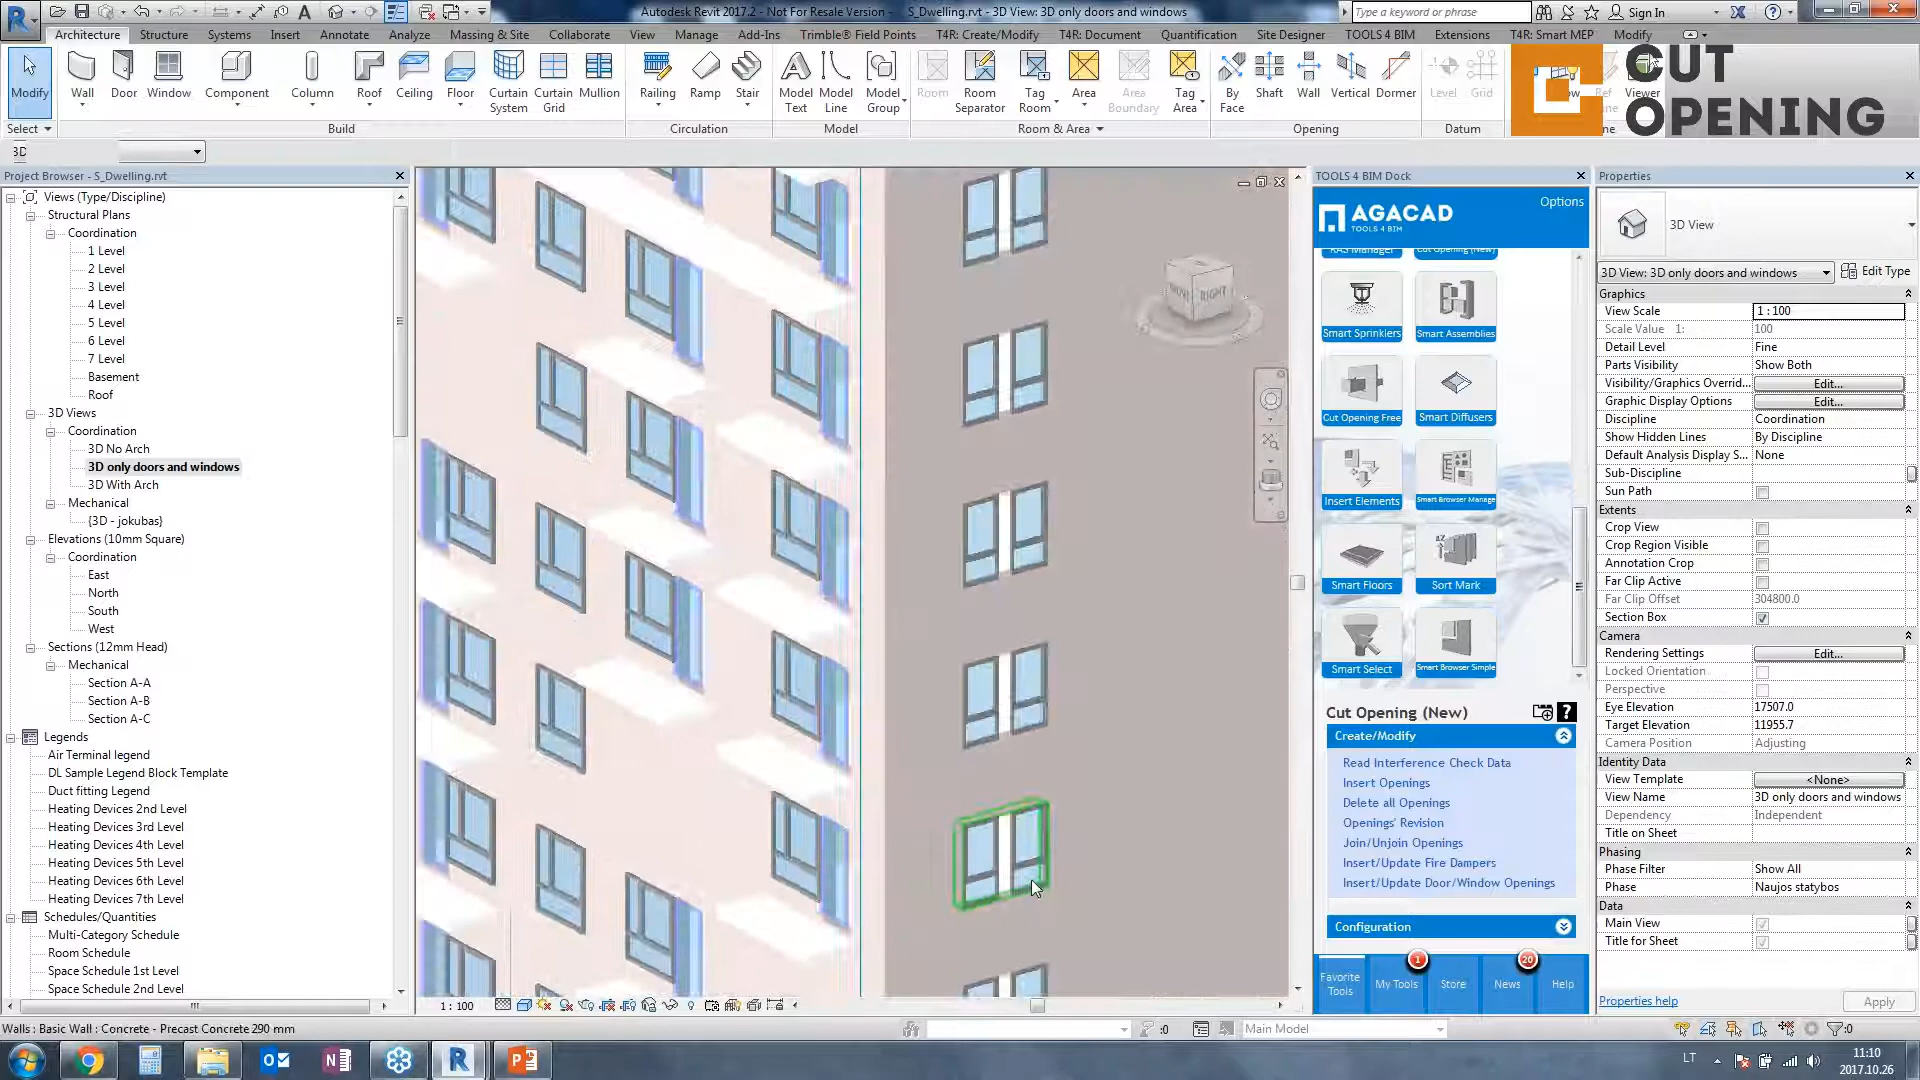 Autodesk Revit 2017.2 - Not For Resale Version - S_Dwelling.rvt - 3D View: 3D only doors and windows
Type a keyword or phrase
Sign In
Architecture Structure Systems Insert Annotate Analyze Massing & Site Collaborate View Manage Add-Ins Trimble® Field Points T4R: Create/Modify T4R: Document Quantification Site Designer TOOLS 4 BIM Extensions T4R: Smart MEP Modify
Modify Wall Door Window Component Column Roof Ceiling Floor Curtain System Curtain Grid Mullion Railing Ramp Stair Model Text Model Line Model Group Room Room Separator Tag Room Area Area Boundary Tag Area By Face Shaft Wall Vertical Dormer Level Grid Viewer
CUT
OPENING
Select Build Circulation Model Room & Area Opening Datum
3D
Project Browser - S_Dwelling.rvt
Views (Type/Discipline)
Structural Plans
Coordination
1 Level
2 Level
3 Level
4 Level
5 Level
6 Level
7 Level
Basement
Roof
3D Views
Coordination
3D No Arch
3D only doors and windows
3D With Arch
Mechanical
{3D - jokubas}
Elevations (10mm Square)
Coordination
East
North
South
West
Sections (12mm Head)
Mechanical
Section A-A
Section A-B
Section A-C
Legends
Air Terminal legend
DL Sample Legend Block Template
Duct fitting Legend
Heating Devices 2nd Level
Heating Devices 3rd Level
Heating Devices 4th Level
Heating Devices 5th Level
Heating Devices 6th Level
Heating Devices 7th Level
Schedules/Quantities
Multi-Category Schedule
Room Schedule
Space Schedule 1st Level
Space Schedule 2nd Level
RIGHT
1 : 100
TOOLS 4 BIM Dock
Options
AGACAD
TOOLS 4 BIM
Smart Sprinklers Smart Assemblies
Cut Opening Free Smart Diffusers
Insert Elements Smart Browser Manage
Smart Floors Sort Mark
Smart Select Smart Browser Simple
Cut Opening (New)
?
Create/Modify
Read Interference Check Data
Insert Openings
Delete all Openings
Openings' Revision
Join/Unjoin Openings
Insert/Update Fire Dampers
Insert/Update Door/Window Openings
Configuration
1 20
Favorite Tools My Tools Store News Help
Properties
3D View
3D View: 3D only doors and windows Edit Type
Graphics
View Scale 1 : 100
Scale Value 1: 100
Detail Level Fine
Parts Visibility Show Both
Visibility/Graphics Overrid... Edit...
Graphic Display Options Edit...
Discipline Coordination
Show Hidden Lines By Discipline
Default Analysis Display S... None
Sub-Discipline
Sun Path
Extents
Crop View
Crop Region Visible
Annotation Crop
Far Clip Active
Far Clip Offset 304800.0
Section Box
Camera
Rendering Settings Edit...
Locked Orientation
Perspective
Eye Elevation 17507.0
Target Elevation 11955.7
Camera Position Adjusting
Identity Data
View Template <None>
View Name 3D only doors and windows
Dependency Independent
Title on Sheet
Phasing
Phase Filter Show All
Phase Naujos statybos
Data
Main View
Title for Sheet
Properties help Apply
Walls : Basic Wall : Concrete - Precast Concrete 290 mm
:0 Main Model :0
LT 11:10
2017.10.26